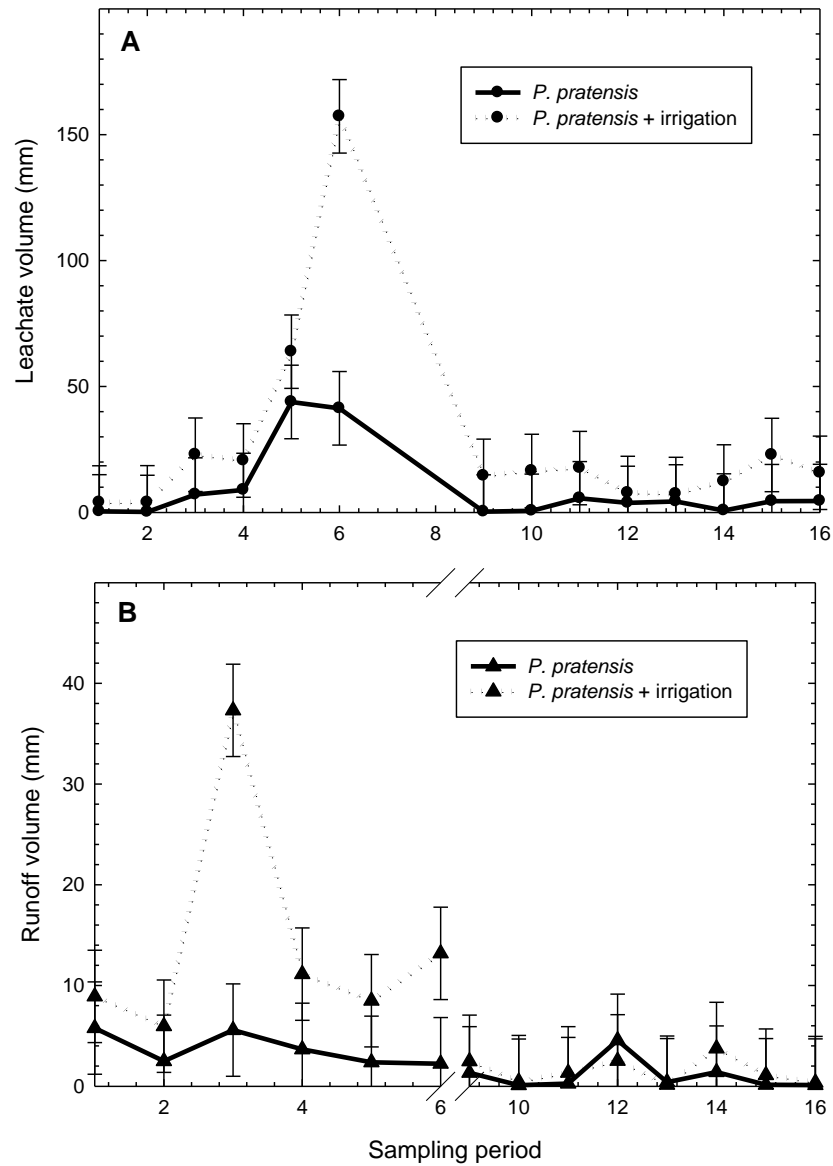 A
P. pratensis
P. pratensis + irrigation
150
100
50
0
Leachate volume (mm)
2 4 6 8 10 12 14 16
B
P. pratensis
P. pratensis + irrigation
40
30
20
10
0
Runoff volume (mm)
2 4 6 10 12 14 16
Sampling period